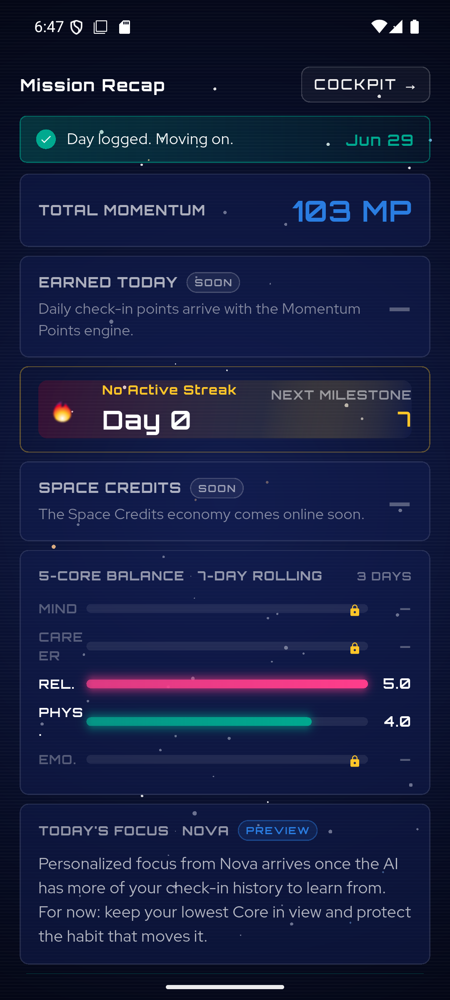 6:47
Mission Recap
COCKPIT →
Day logged. Moving on.
Jun 29
TOTAL MOMENTUM
103 MP
EARNED TODAY
SOON
Daily check-in points arrive with the Momentum
Points engine.
—
No Active Streak
Day 0
NEXT MILESTONE
7
SPACE CREDITS
SOON
The Space Credits economy comes online soon.
—
5-CORE BALANCE · 7-DAY ROLLING
3 DAYS
MIND
–
CARE
ER
–
REL.
5.0
PHYS
.
4.0
EMO.
–
TODAY'S FOCUS · NOVA
PREVIEW
Personalized focus from Nova arrives once the AI
has more of your check-in history to learn from.
For now: keep your lowest Core in view and protect
the habit that moves it.